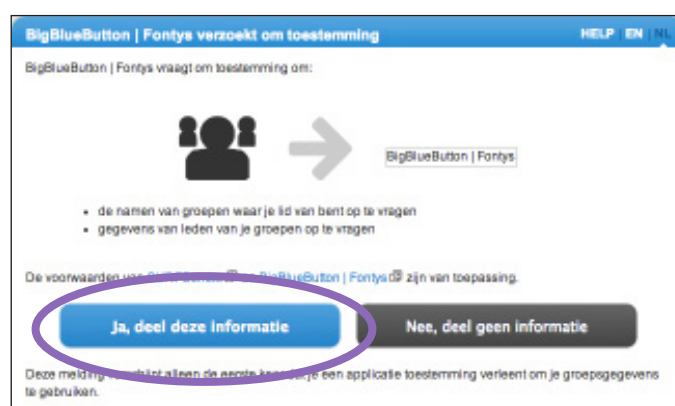 BigBlueButton | Fontys verzoekt om toestemming
HELP | EN | NL
BigBlueButton | Fontys vraagt om toestemming om:
BigBlueButton | Fontys
• de namen van groepen waar je lid van bent op te vragen
• gegevens van leden van je groepen op te vragen
De voorwaarden van BigBlueButton | Fontys zijn van toepassing.
Ja, deel deze informatie
Nee, deel geen informatie
Deze melding alleen de eerste je een applicatie toestemming verleent om je groepsgegevens
te gebruiken.